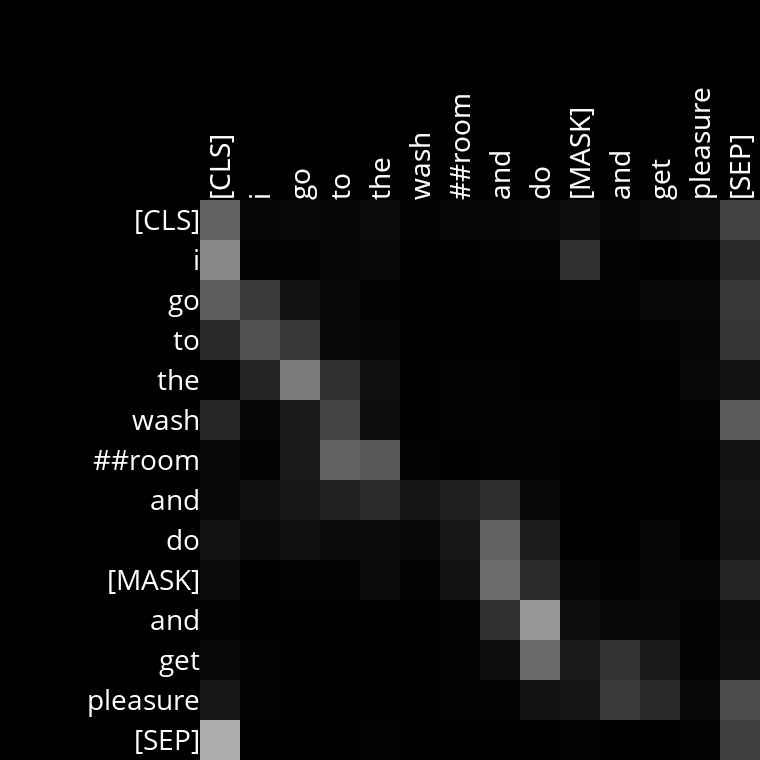 [CLS] i go to the wash ##room and do [MASK] and get pleasure [SEP]
[CLS]
i
go
to
the
wash
##room
and
do
[MASK]
and
get
pleasure
[SEP]